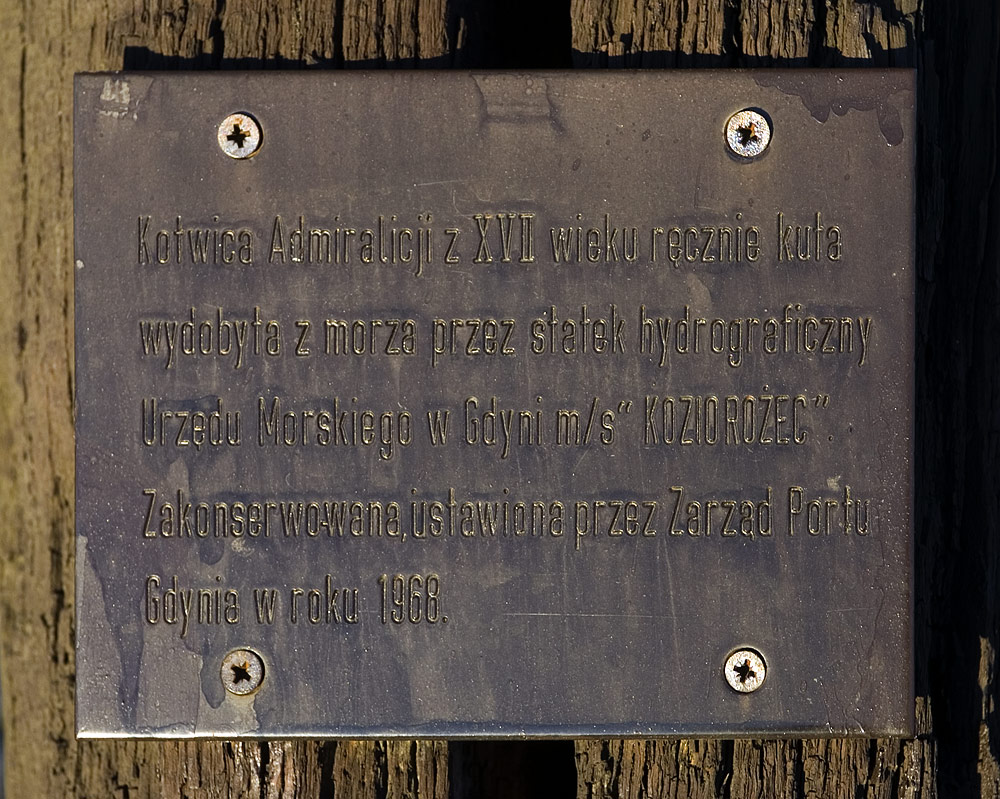 Kotwica Admiralicji z XVII wieku ręcznie kuta
wydobyta z morza przez statek hydrograficzny
Urzędu Morskiego w Gdyni m/s “KOZIOROŻEC”.
Zakonserwowana, ustawiona przez Zarząd Portu
Gdynia w roku 1968.